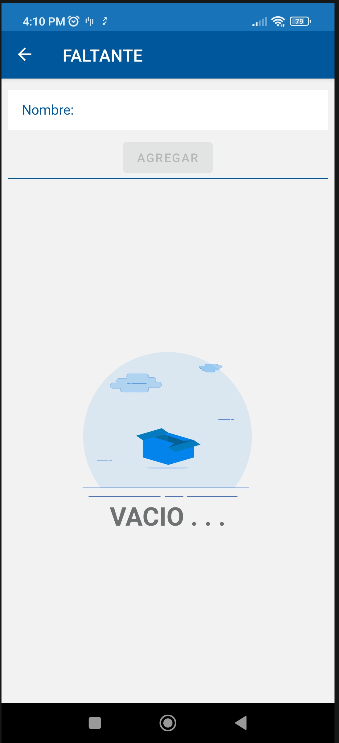 4:10 PM
79
FALTANTE
Nombre:
AGREGAR
VACIO . . .